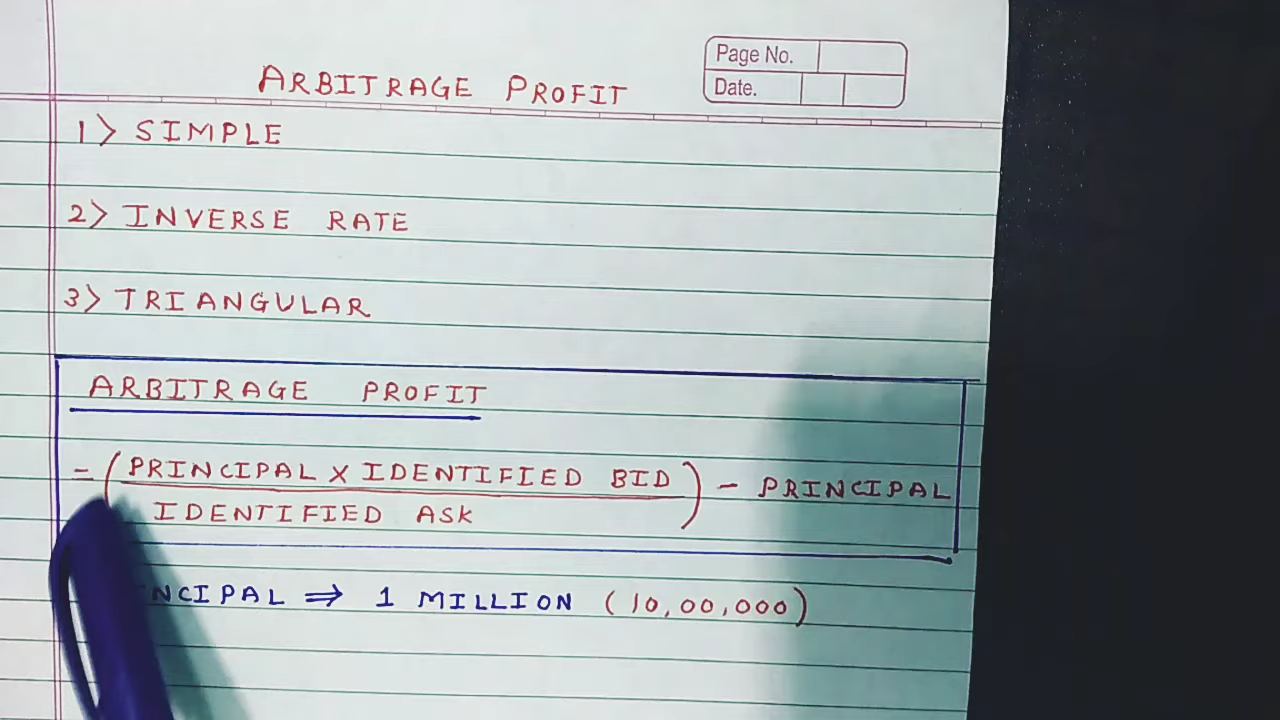 Page No.
Date.
ARBITRAGE PROFIT
1> SIMPLE
2> INVERSE RATE
3> TRIANGULAR
ARBITRAGE PROFIT
= (PRINCIPAL X IDENTIFIED BID) - PRINCIPAL
IDENTIFIED ASK
NCIPAL ⇒ 1 MILLION (10,00,000)